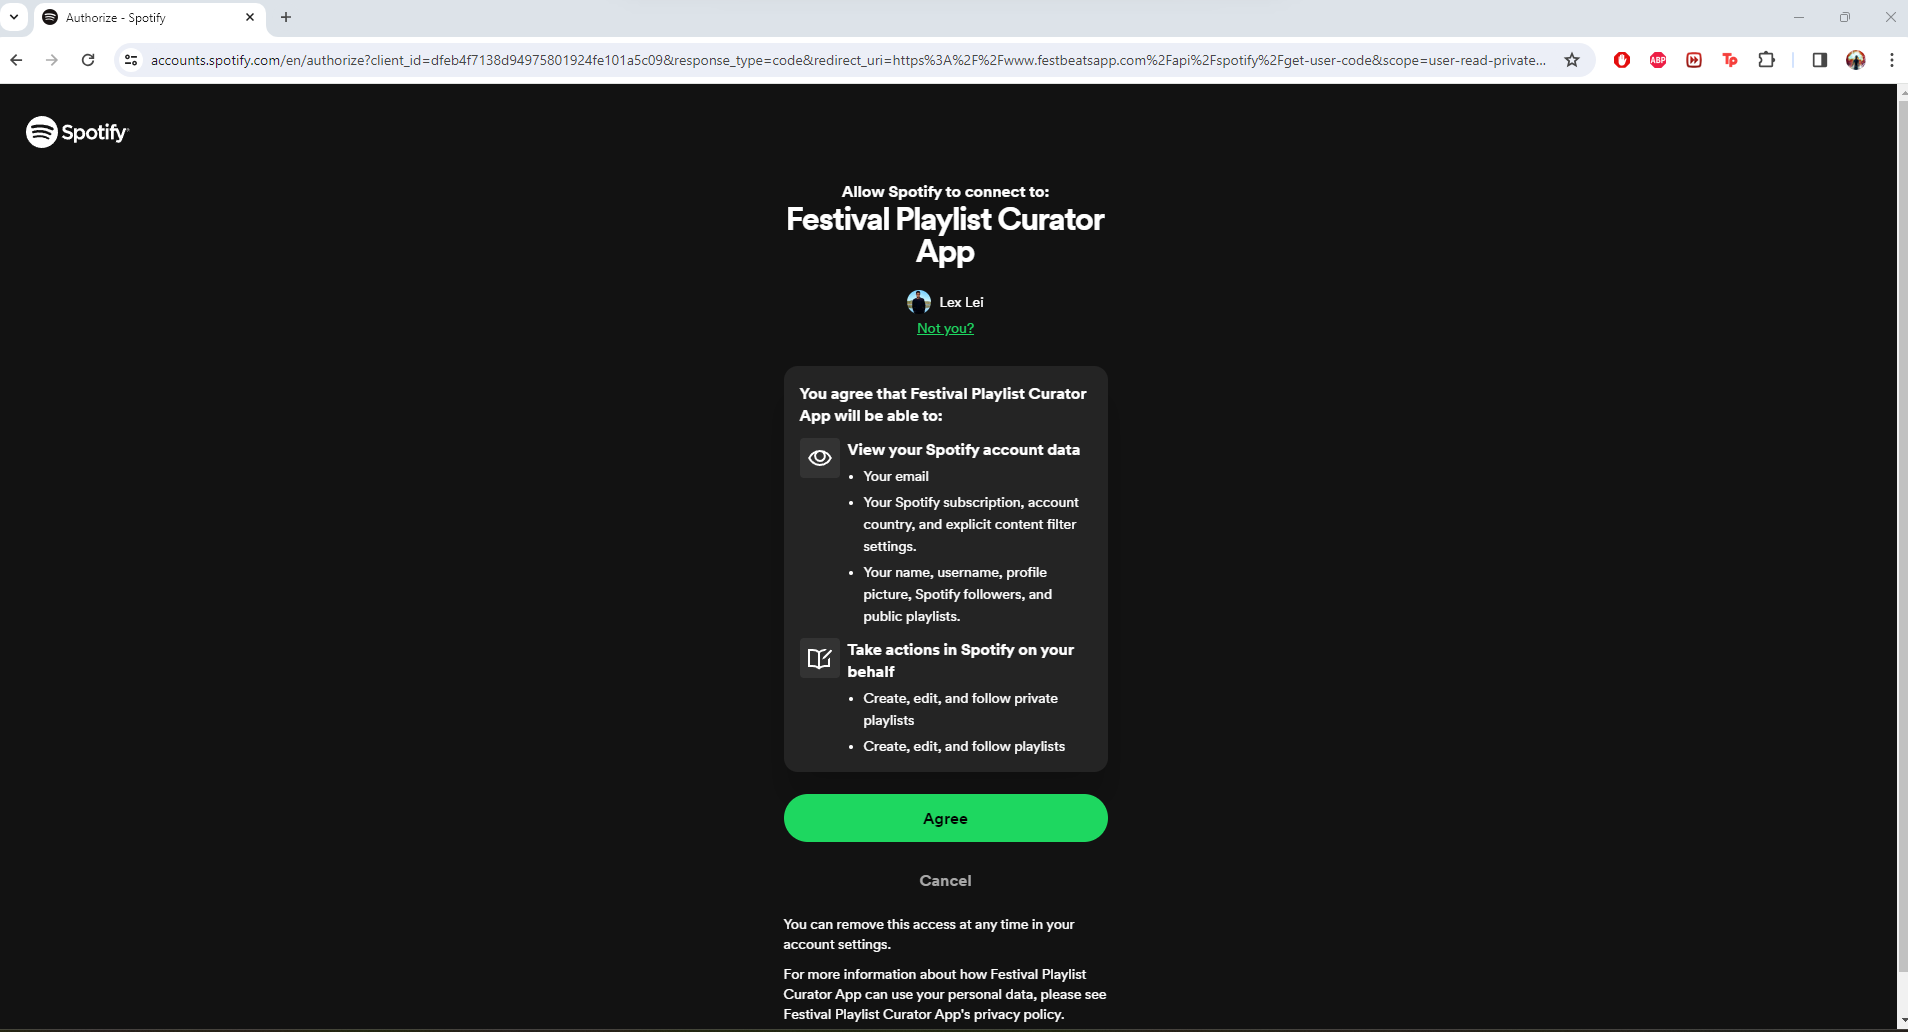 Authorize - Spotify
accounts.spotify.com/en/authorize?client_id=dfeb4f7138d94975801924fe101a5c09&response_type=code&redirect_uri=https%3A%2F%2Fwww.festbeatsapp.com%2Fapi%2Fspotify%2Fget-user-code&scope=user-read-private...
ABP
Tp
Spotify®
Allow Spotify to connect to:
Festival Playlist Curator
App
Lex Lei
Not you?
You agree that Festival Playlist Curator
App will be able to:
View your Spotify account data
• Your email
• Your Spotify subscription, account
country, and explicit content filter
settings.
• Your name, username, profile
picture, Spotify followers, and
public playlists.
Take actions in Spotify on your
behalf
• Create, edit, and follow private
playlists
• Create, edit, and follow playlists
Agree
Cancel
You can remove this access at any time in your
account settings.
For more information about how Festival Playlist
Curator App can use your personal data, please see
Festival Playlist Curator App's privacy policy.